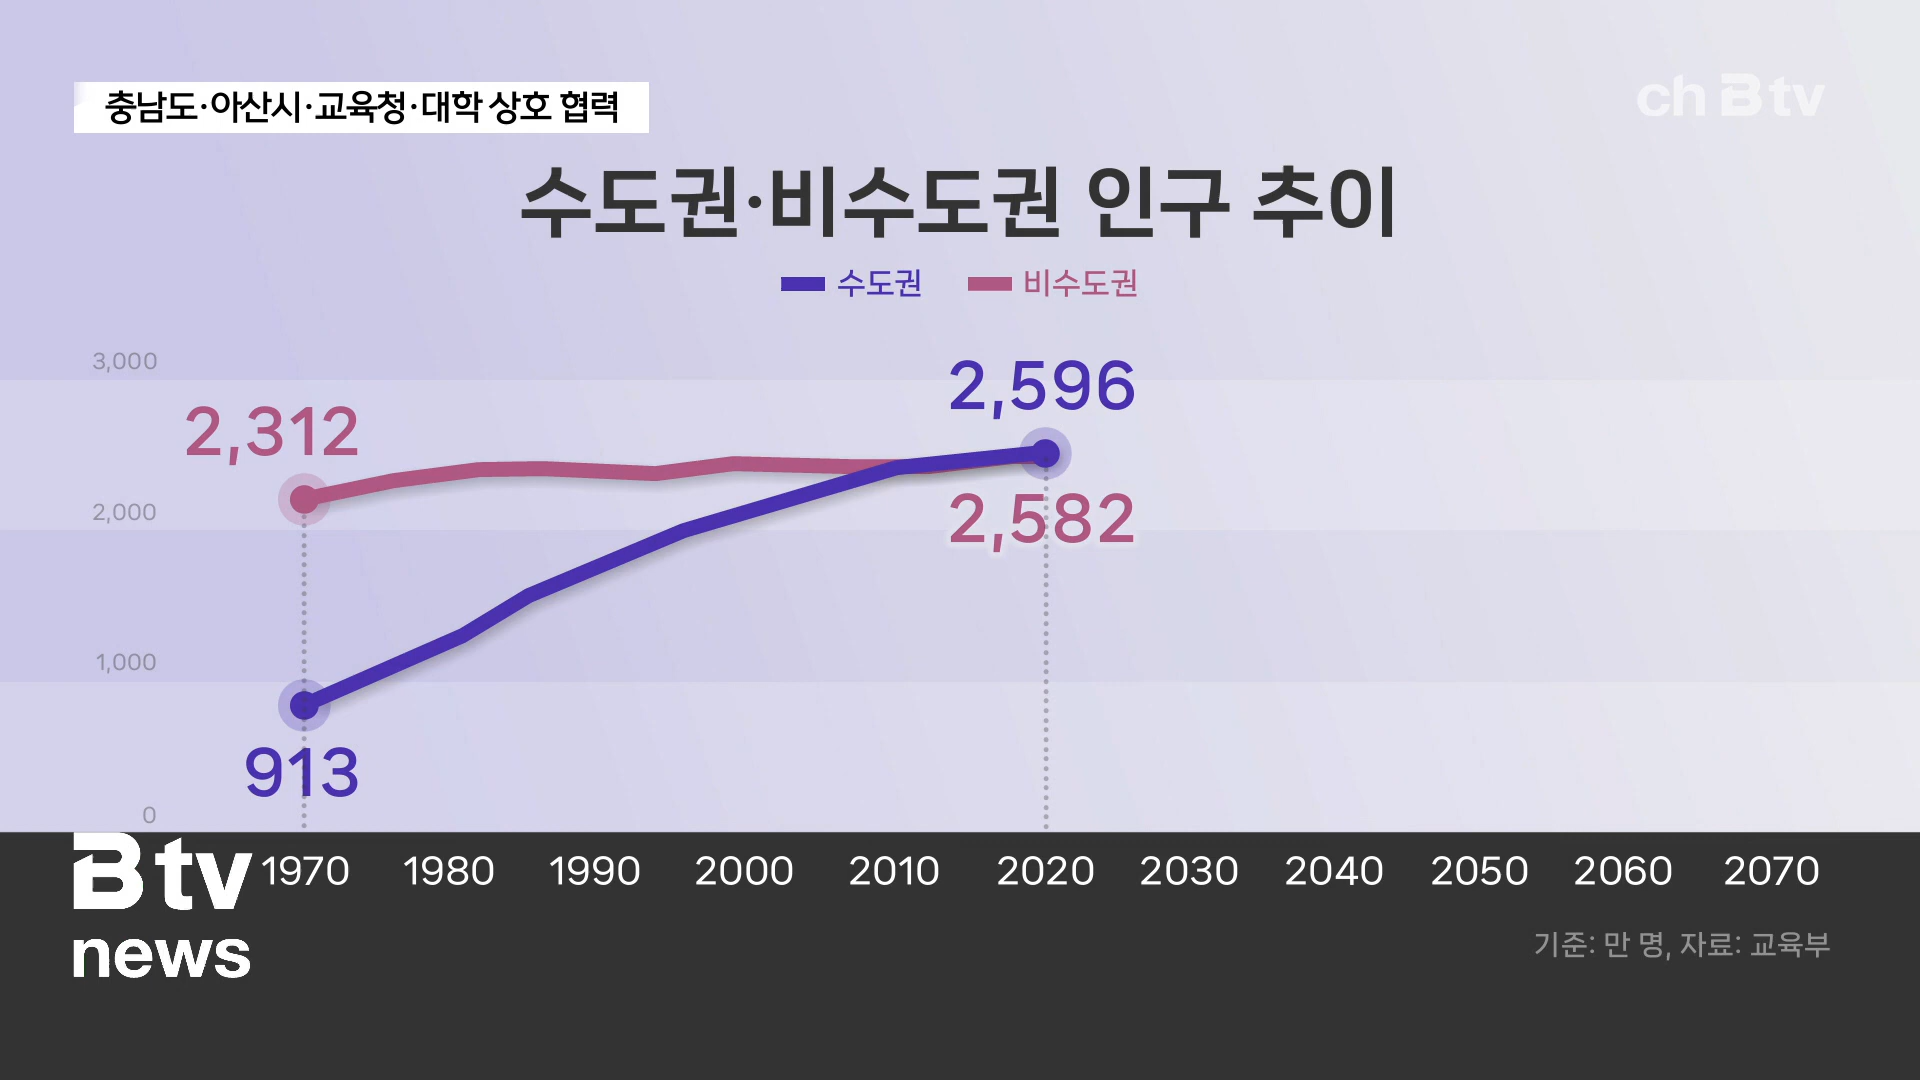 충남도·아산시·교육청·대학 상호 협력
ch B tv
수도권·비수도권 인구 추이
수도권 비수도권
3,000
2,596
2,312
2,000
2,582
1,000
913
0
B tv
1970 1980 1990 2000 2010 2020 2030 2040 2050 2060 2070
news
기준: 만 명, 자료: 교육부